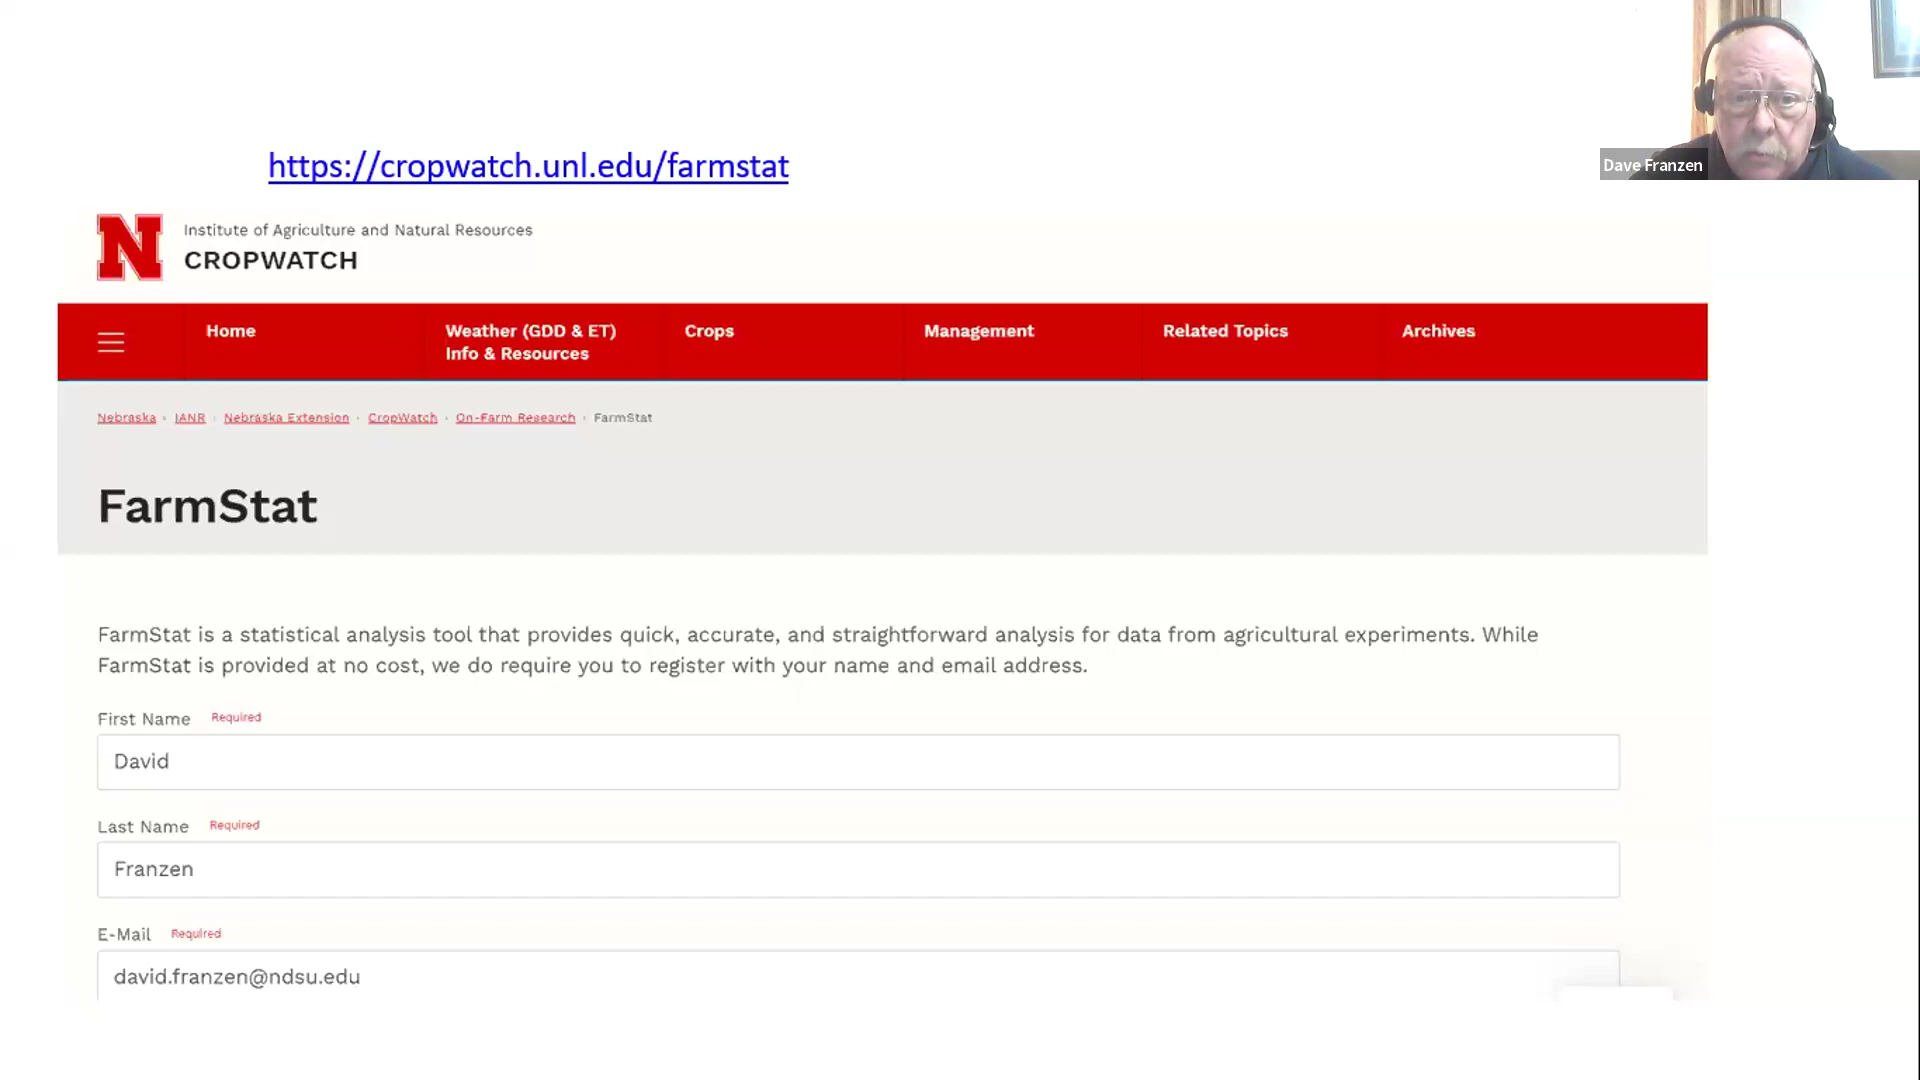 https://cropwatch.unl.edu/farmstat
Dave Franzen
N
Institute of Agriculture and Natural Resources
CROPWATCH
Home
Weather (GDD & ET)
Info & Resources
Crops
Management
Related Topics
Archives
Nebraska › IANR › Nebraska Extension › CropWatch › On-Farm Research › FarmStat
FarmStat
FarmStat is a statistical analysis tool that provides quick, accurate, and straightforward analysis for data from agricultural experiments. While
FarmStat is provided at no cost, we do require you to register with your name and email address.
First Name Required
David
Last Name Required
Franzen
E-Mail Required
david.franzen@ndsu.edu